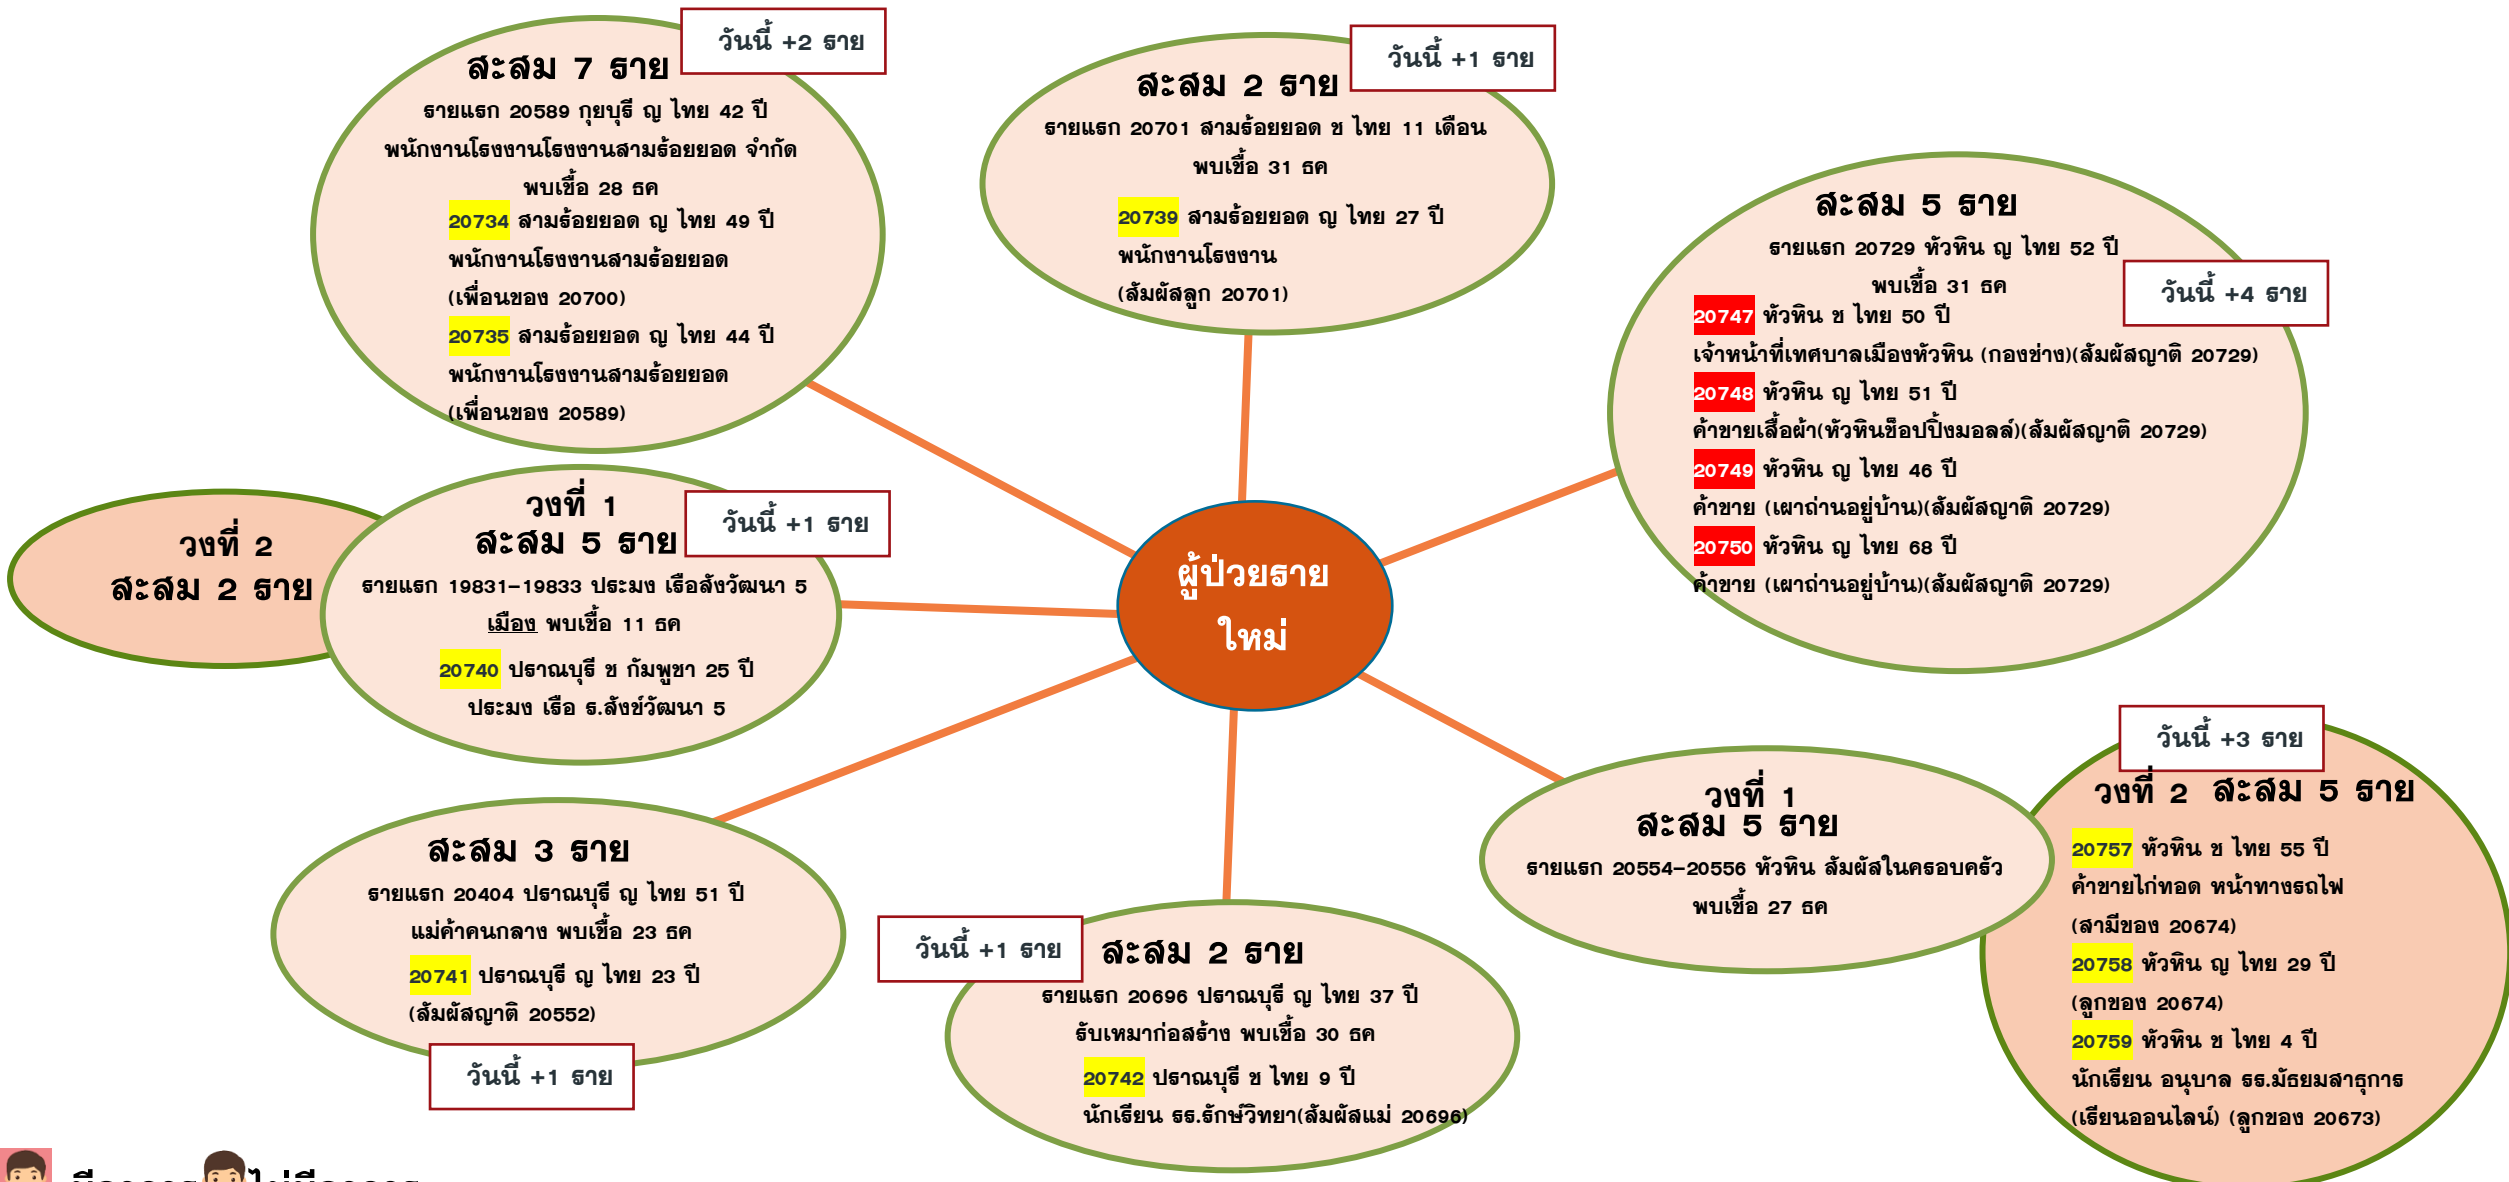 วันนี้ +2 ราย
สะสม 7 ราย
รายแรก 20589 กุยบุรี ญ ไทย 42 ปี
พนักงานโรงงานโรงงานสามร้อยยอด จำกัด
พบเชื้อ 28 ธค
20734 สามร้อยยอด ญ ไทย 49 ปี
พนักงานโรงงานสามร้อยยอด
(เพื่อนของ 20700)
20735 สามร้อยยอด ญ ไทย 44 ปี
พนักงานโรงงานสามร้อยยอด
(เพื่อนของ 20589)
วันนี้ +1 ราย
สะสม 2 ราย
รายแรก 20701 สามร้อยยอด ช ไทย 11 เดือน
พบเชื้อ 31 ธค
20739 สามร้อยยอด ญ ไทย 27 ปี
พนักงานโรงงาน
(สัมผัสลูก 20701)
สะสม 5 ราย
รายแรก 20729 หัวหิน ญ ไทย 52 ปี
พบเชื้อ 31 ธค
วันนี้ +4 ราย
20747 หัวหิน ช ไทย 50 ปี
เจ้าหน้าที่เทศบาลเมืองหัวหิน (กองช่าง)(สัมผัสญาติ 20729)
20748 หัวหิน ญ ไทย 51 ปี
ค้าขายเสื้อผ้า(หัวหินช็อปปิ้งมอลล์)(สัมผัสญาติ 20729)
20749 หัวหิน ญ ไทย 46 ปี
ค้าขาย (เผาถ่านอยู่บ้าน)(สัมผัสญาติ 20729)
20750 หัวหิน ญ ไทย 68 ปี
ค้าขาย (เผาถ่านอยู่บ้าน)(สัมผัสญาติ 20729)
วงที่ 2
สะสม 2 ราย
วงที่ 1
สะสม 5 ราย
วันนี้ +1 ราย
รายแรก 19831-19833 ประมง เรือสังวัฒนา 5
เมือง พบเชื้อ 11 ธค
20740 ปราณบุรี ช กัมพูชา 25 ปี
ประมง เรือ ร.สังข์วัฒนา 5
ผู้ป่วยราย
ใหม่
สะสม 3 ราย
รายแรก 20404 ปราณบุรี ญ ไทย 51 ปี
แม่ค้าคนกลาง พบเชื้อ 23 ธค
20741 ปราณบุรี ญ ไทย 23 ปี
(สัมผัสญาติ 20552)
วันนี้ +1 ราย
วันนี้ +1 ราย
สะสม 2 ราย
รายแรก 20696 ปราณบุรี ญ ไทย 37 ปี
รับเหมาก่อสร้าง พบเชื้อ 30 ธค
20742 ปราณบุรี ช ไทย 9 ปี
นักเรียน รร.รักษ์วิทยา(สัมผัสแม่ 20696)
วงที่ 1
สะสม 5 ราย
รายแรก 20554-20556 หัวหิน สัมผัสในครอบครัว
พบเชื้อ 27 ธค
วันนี้ +3 ราย
วงที่ 2 สะสม 5 ราย
20757 หัวหิน ช ไทย 55 ปี
ค้าขายไก่ทอด หน้าทางรถไฟ
(สามีของ 20674)
20758 หัวหิน ญ ไทย 29 ปี
(ลูกของ 20674)
20759 หัวหิน ช ไทย 4 ปี
นักเรียน อนุบาล รร.มัธยมสาธุการ
(เรียนออนไลน์) (ลูกของ 20673)
มีอาการ ไม่มีอาการ